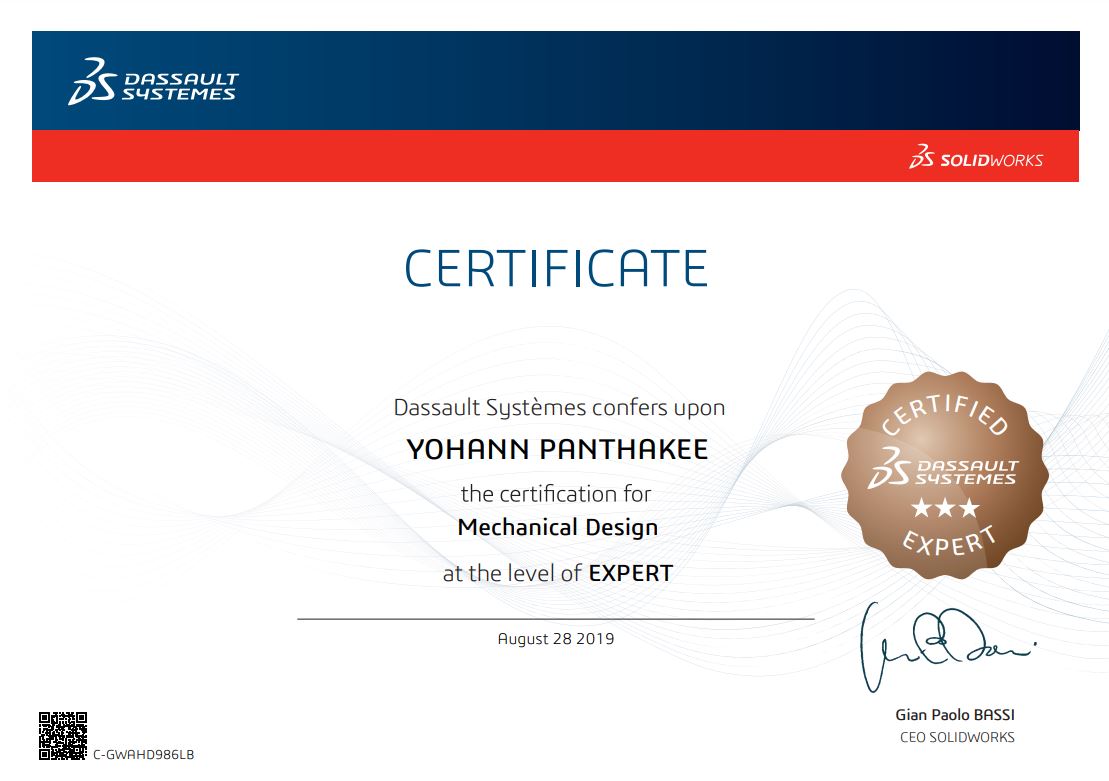 DASSAULT
SYSTEMES
SOLIDWORKS
CERTIFICATE
Dassault Systèmes confers upon
YOHANN PANTHAKEE
the certification for
Mechanical Design
at the level of EXPERT
August 28 2019
CERTIFIED
DASSAULT
SYSTEMES
EXPERT
Gian Paolo BASSI
CEO SOLIDWORKS
C-GWAHD986LB